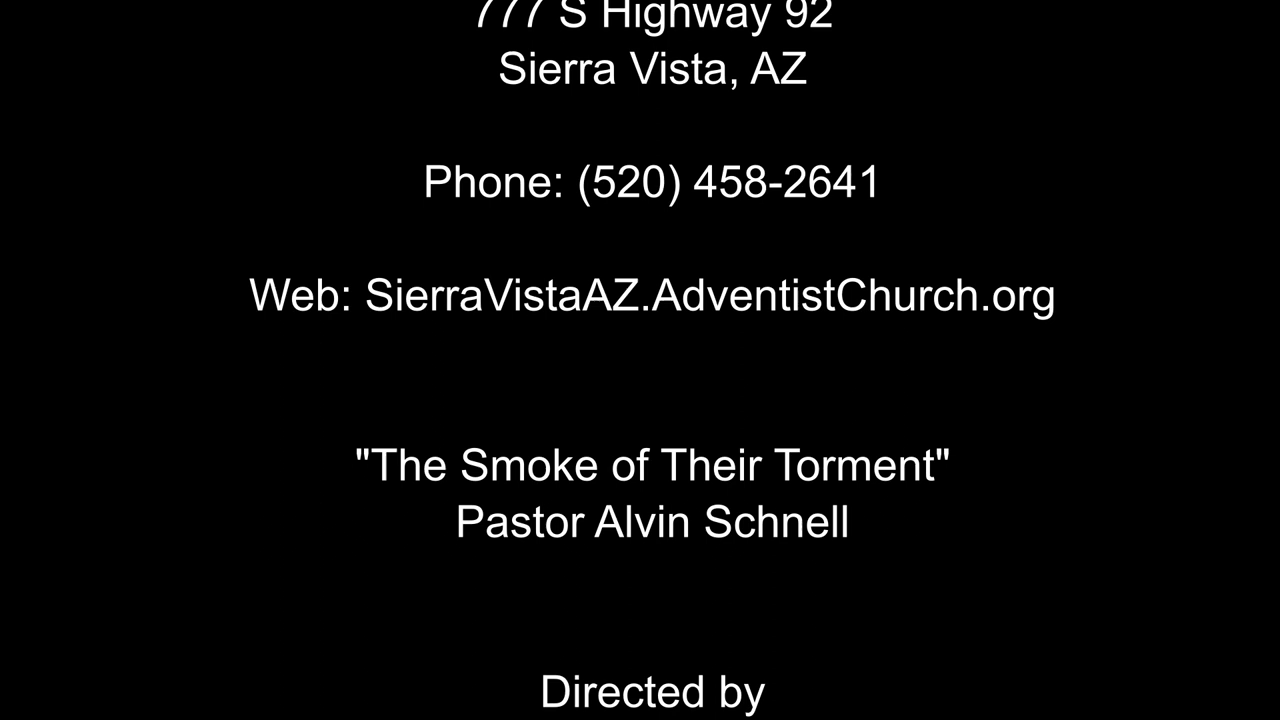 777 S Highway 92
Sierra Vista, AZ
Phone: (520) 458-2641
Web: SierraVistaAZ.AdventistChurch.org
"The Smoke of Their Torment"
Pastor Alvin Schnell
Directed by